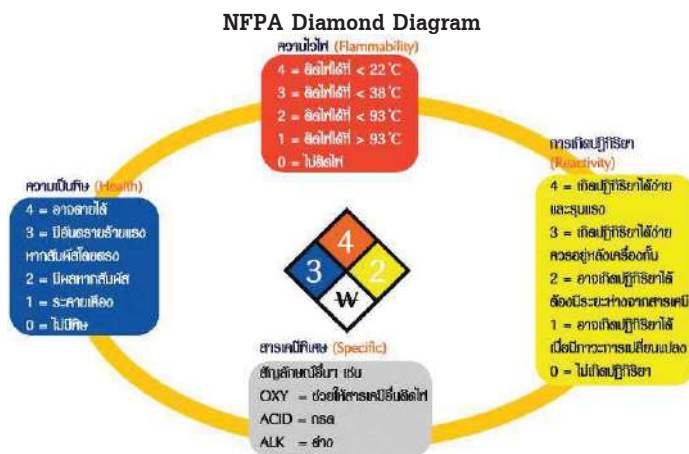 NFPA Diamond Diagram
ความไวไฟ (Flammability)
4 = ติดไฟได้ที่ < 22°C
3 = ติดไฟได้ที่ < 38°C
2 = ติดไฟได้ที่ < 93°C
1 = ติดไฟได้ที่ > 93°C
0 = ไม่ติดไฟ
ความเป็นพิษ (Health)
4 = อาจตายได้
3 = มีอันตรายร้ายแรง
หากสัมผัสโดยตรง
2 = มีผลหากสัมผัส
1 = ระคายเคือง
0 = ไม่มีพิษ
การเกิดปฏิกิริยา
(Reactivity)
4 = เกิดปฏิกิริยาได้ง่าย
และรุนแรง
3 = เกิดปฏิกิริยาได้ง่าย
ควรอยู่หลังเครื่องกั้น
2 = อาจเกิดปฏิกิริยาได้
ต้องมีระยะห่างจากสารเคมี
1 = อาจเกิดปฏิกิริยาได้
เมื่อมีภาวะการเปลี่ยนแปลง
0 = ไม่เกิดปฏิกิริยา
4
3 2
W
สารเคมีพิเศษ (Specific)
สัญลักษณ์อื่นๆ เช่น
OXY = ช่วยให้สารเคมีอื่นติดไฟ
ACID = กรด
ALK = ด่าง